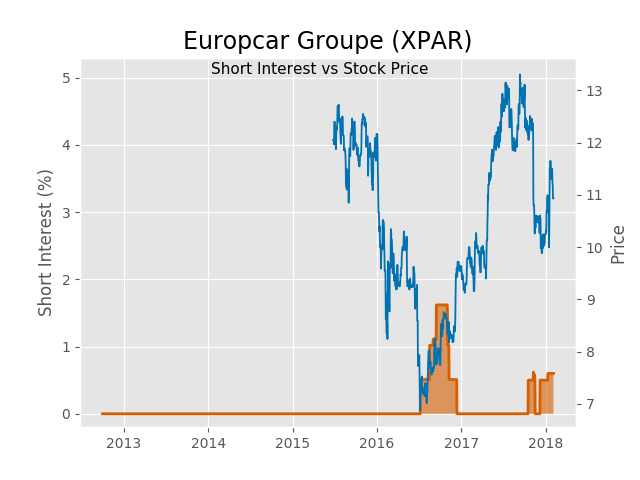 Europcar Groupe (XPAR)
Short Interest vs Stock Price
Short Interest (%)
5
4
3
2
1
0
13
12
11
10
9
8
7
Price
2013 2014 2015 2016 2017 2018